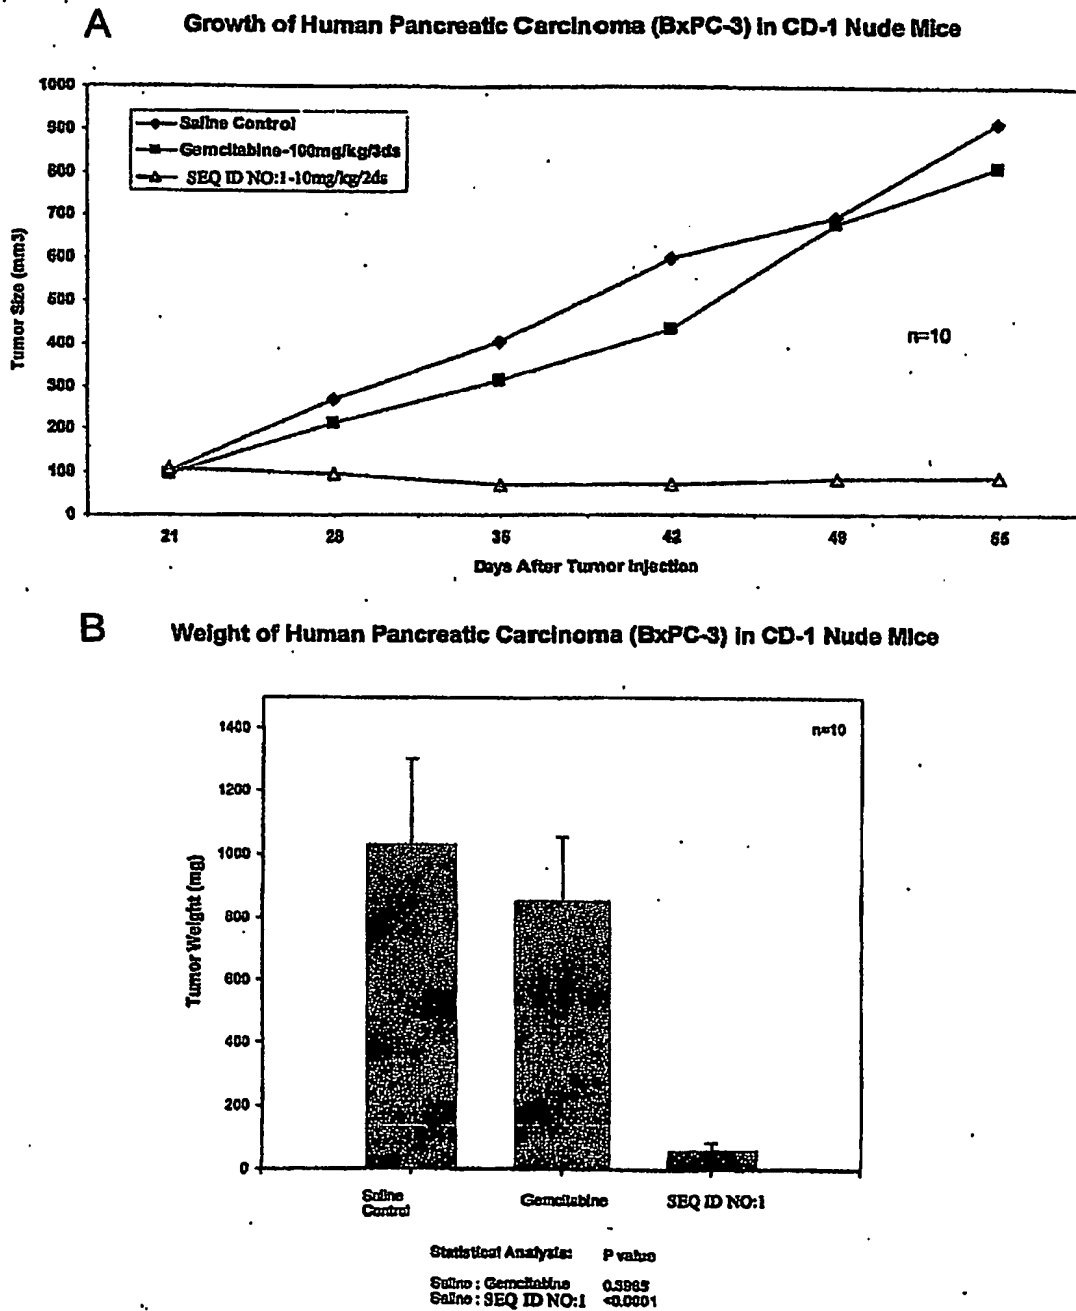 A
Growth of Human Pancreatic Carcinoma (BxPC-3) in CD-1 Nude Mice
1000
900
800
700
600
500
400
300
200
100
0
Tumor Size (mm3)
Saline Control
Gemcitabine-100mg/kg/3ds
SEQ ID NO:1-10mg/kg/2ds
n=10
21 28 35 42 49 55
Days After Tumor Injection
B
Weight of Human Pancreatic Carcinoma (BxPC-3) in CD-1 Nude Mice
n=10
1400
1200
1000
800
600
400
200
0
Tumor Weight (mg)
Saline Control
Gemcitabine
SEQ ID NO:1
Statistical Analysis: P value
Saline : Gemcitabine 0.3965
Saline : SEQ ID NO:1 <0.0001